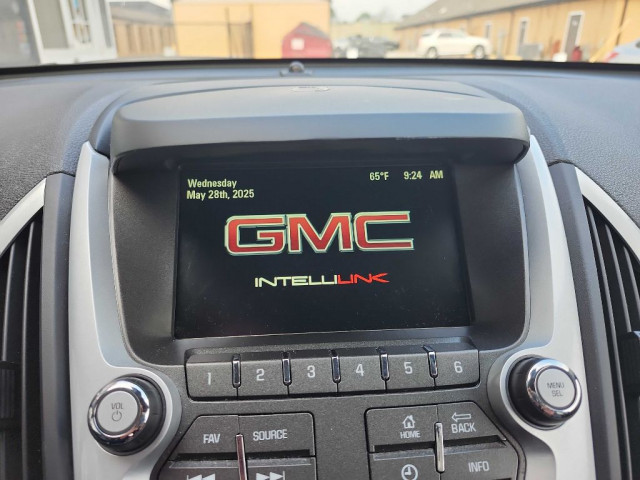 Wednesday 65°F 9:24 AM
May 28th, 2025
GMC
INTELLILINK
1 2 3 4 5 6
VOL
MENU
SEL
FAV SOURCE
HOME BACK
INFO